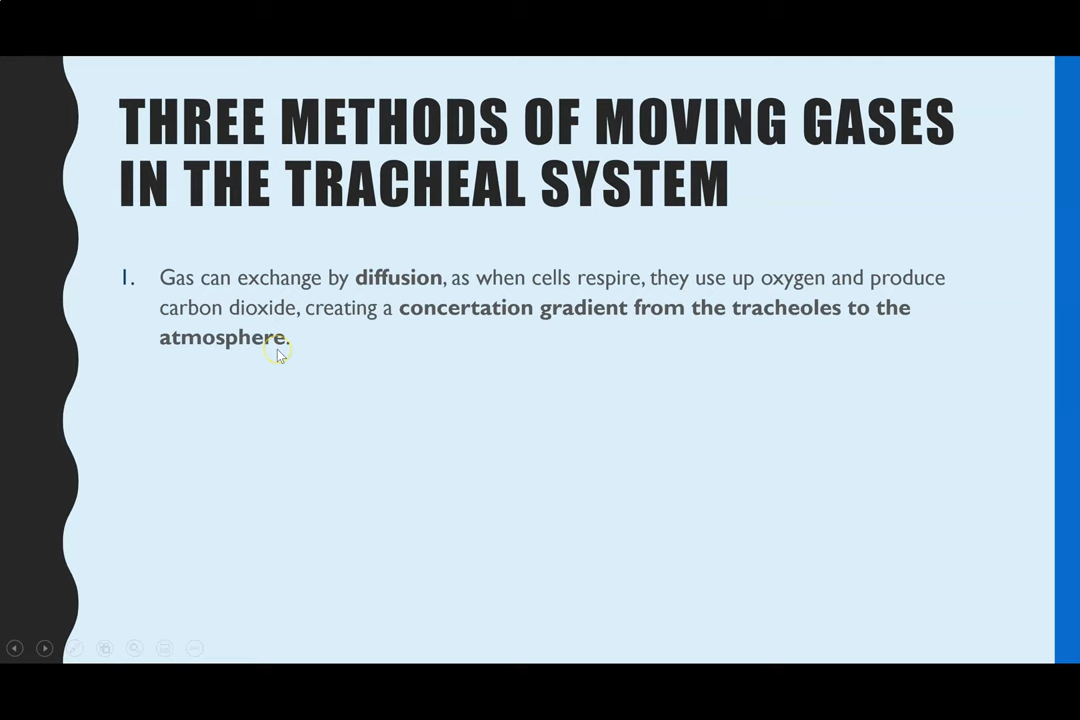 THREE METHODS OF MOVING GASES
IN THE TRACHEAL SYSTEM
1. Gas can exchange by diffusion, as when cells respire, they use up oxygen and produce
carbon dioxide, creating a concertation gradient from the tracheoles to the
atmosphere.